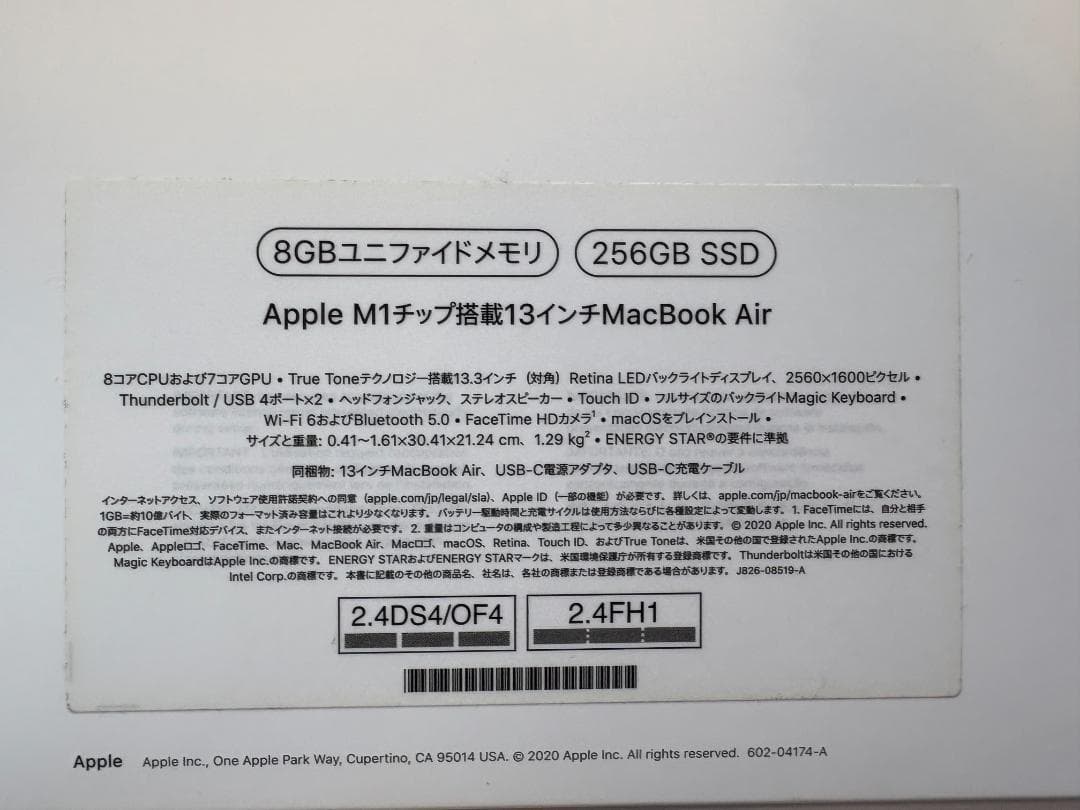 8GBユニファイドメモリ 256GB SSD
Apple M1チップ搭載13インチMacBook Air
8コアCPUおよび7コアGPU • True Toneテクノロジー搭載13.3インチ（対角）Retina LEDバックライトディスプレイ、2560×1600ピクセル •
Thunderbolt / USB 4ポート×2 • ヘッドフォンジャック、ステレオスピーカー • Touch ID • フルサイズのバックライトMagic Keyboard •
Wi-Fi 6およびBluetooth 5.0 • FaceTime HDカメラ¹ • macOSをプレインストール •
サイズと重量: 0.41〜1.61×30.41×21.24 cm、1.29 kg² • ENERGY STAR®の要件に準拠
同梱物: 13インチMacBook Air、USB-C電源アダプタ、USB-C充電ケーブル
インターネットアクセス、ソフトウェア使用許諾契約への同意（apple.com/jp/legal/sla）、Apple ID（一部の機能）が必要です。詳しくは、apple.com/jp/macbook-airをご覧ください。
1GB=約10億バイト、実際のフォーマット済み容量はこれより少なくなります。バッテリー駆動時間と充電サイクルは使用方法ならびに各種設定によって変動します。1. FaceTimeには、自分と相手
の両方にFaceTime対応デバイス、またインターネット接続が必要です。2. 重量はコンピュータの構成や製造工程によって多少異なることがあります。© 2020 Apple Inc. All rights reserved.
Apple、Appleロゴ、FaceTime、Mac、MacBook Air、Macロゴ、macOS、Retina、Touch ID、およびTrue Toneは、米国その他の国で登録されたApple Inc.の商標です。
Magic KeyboardはApple Inc.の商標です。ENERGY STARおよびENERGY STARマークは、米国環境保護庁が所有する登録商標です。Thunderboltは米国その他の国における
Intel Corp.の商標です。本書に記載のその他の商品名、社名は、各社の商標または登録商標である場合があります。JB26-08519-A
2.4DS4/OF4 2.4FH1
Apple Apple Inc., One Apple Park Way, Cupertino, CA 95014 USA. © 2020 Apple Inc. All rights reserved. 602-04174-A